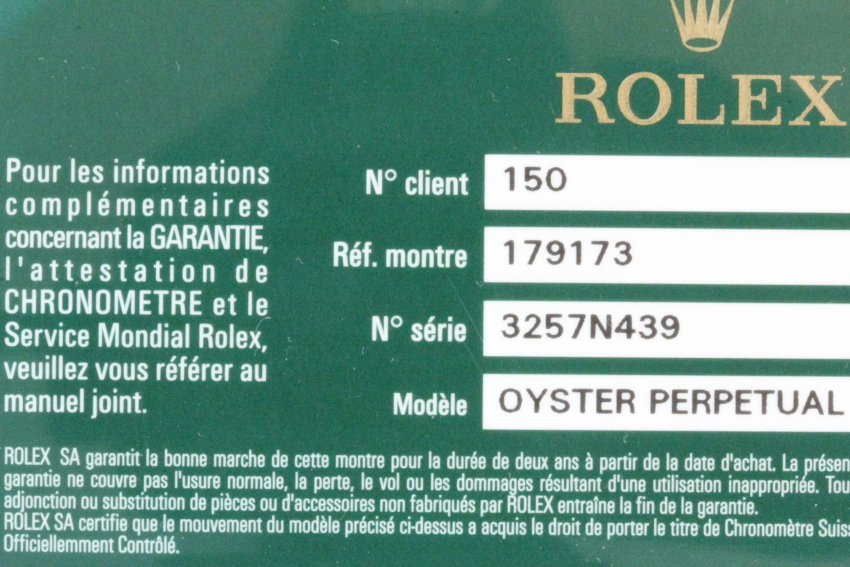 ROLEX
Pour les informations
complémentaires
concernant la GARANTIE,
l'attestation de
CHRONOMETRE et le
Service Mondial Rolex,
veuillez vous référer au
manuel joint.
N° client 150
Réf. montre 179173
N° série 3257N439
Modèle OYSTER PERPETUAL
ROLEX SA garantit la bonne marche de cette montre pour la durée de deux ans à partir de la date d'achat. La présen
garantie ne couvre pas l'usure normale, la perte, le vol ou les dommages résultant d'une utilisation inappropriée. Tou
adjonction ou substitution de pièces ou d'accessoires non fabriqués par ROLEX entraîne la fin de la garantie.
ROLEX SA certifie que le mouvement du modèle précisé ci-dessus a acquis le droit de porter le titre de Chronomètre Suiss
Officiellemment Contrôlé.